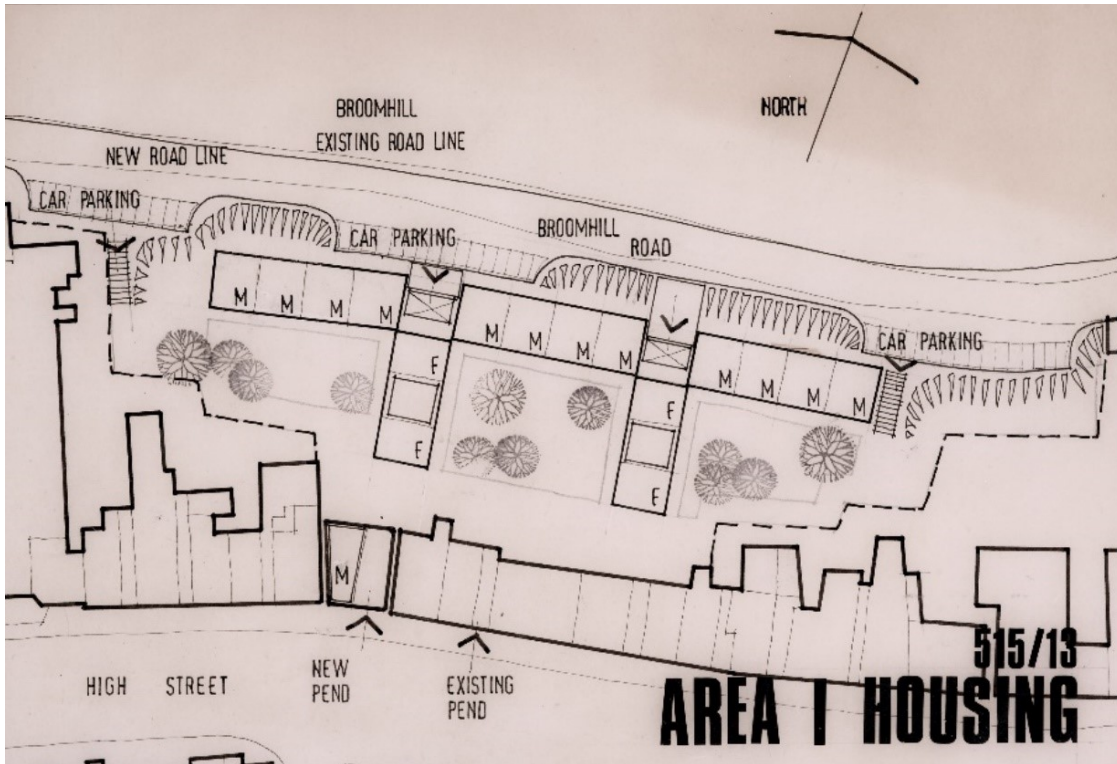 NORTH
BROOMHILL
EXISTING ROAD LINE
NEW ROAD LINE
CAR PARKING
CAR PARKING
BROOMHILL
ROAD
CAR PARKING
M M M M
M M M M
M M M M
F
F
F
F
M
HIGH STREET
NEW
PEND
EXISTING
PEND
515/13
AREA I HOUSING